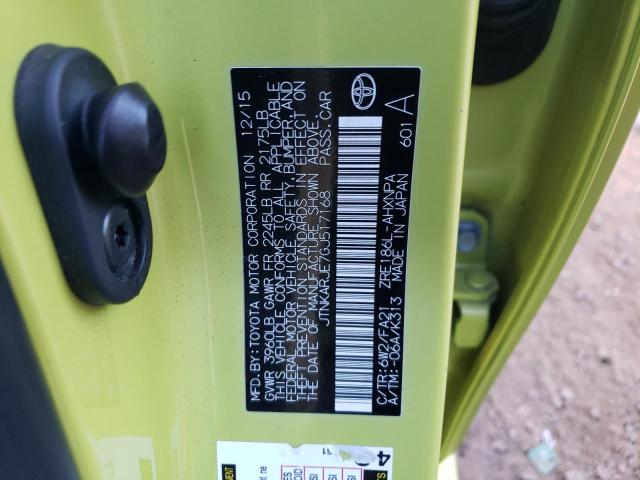 MFD.BY:TOYOTA MOTOR CORPORATION 12/15
GVWR 3960LB GAWR FR 2245LB RR 2175LB
THIS VEHICLE CONFORMS TO ALL APPLICABLE
FEDERAL MOTOR VEHICLE SAFETY, BUMPER, AND
THEFT PREVENTION STANDARDS IN EFFECT ON
THE DATE OF MANUFACTURE SHOWN ABOVE.
JTNKARJE7GJ517168 PASS.CAR
C/TR:6W2/FA21 ZRE186L-AHXNPA
A/TM:-06A/K313 MADE IN JAPAN 601 A
4